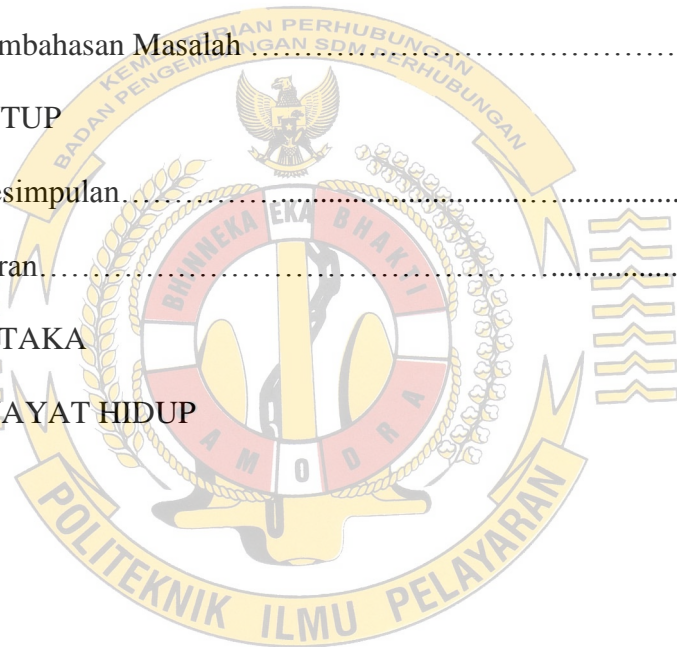 KEMENTERIAN PERHUBUNGAN
BADAN PENGEMBANGAN SDM PERHUBUNGAN
mbahasan Masalah ……………………………………
TUP
esimpulan……………...................................…..................
ran……………………………………………...................
TAKA
AYAT HIDUP
BHINNEKA EKA BHAKTI
AMODRA
POLITEKNIK ILMU PELAYARAN